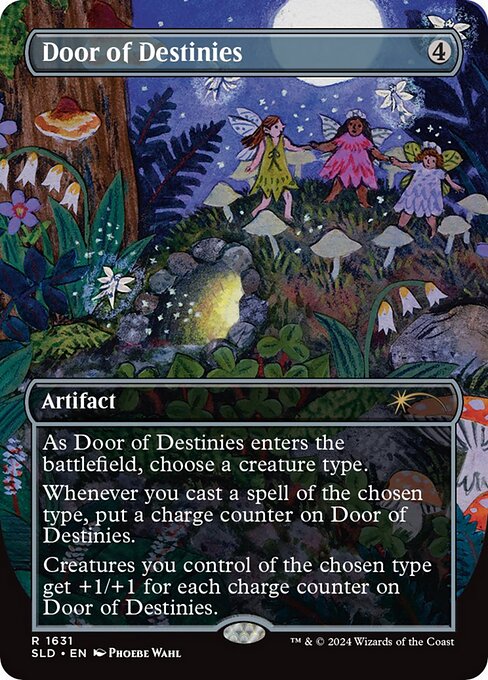 Door of Destinies 4
Artifact
As Door of Destinies enters the
battlefield, choose a creature type.
Whenever you cast a spell of the chosen
type, put a charge counter on Door of
Destinies.
Creatures you control of the chosen type
get +1/+1 for each charge counter on
Door of Destinies.
R 1631
SLD • EN Phoebe Wahl
™ & © 2024 Wizards of the Coast